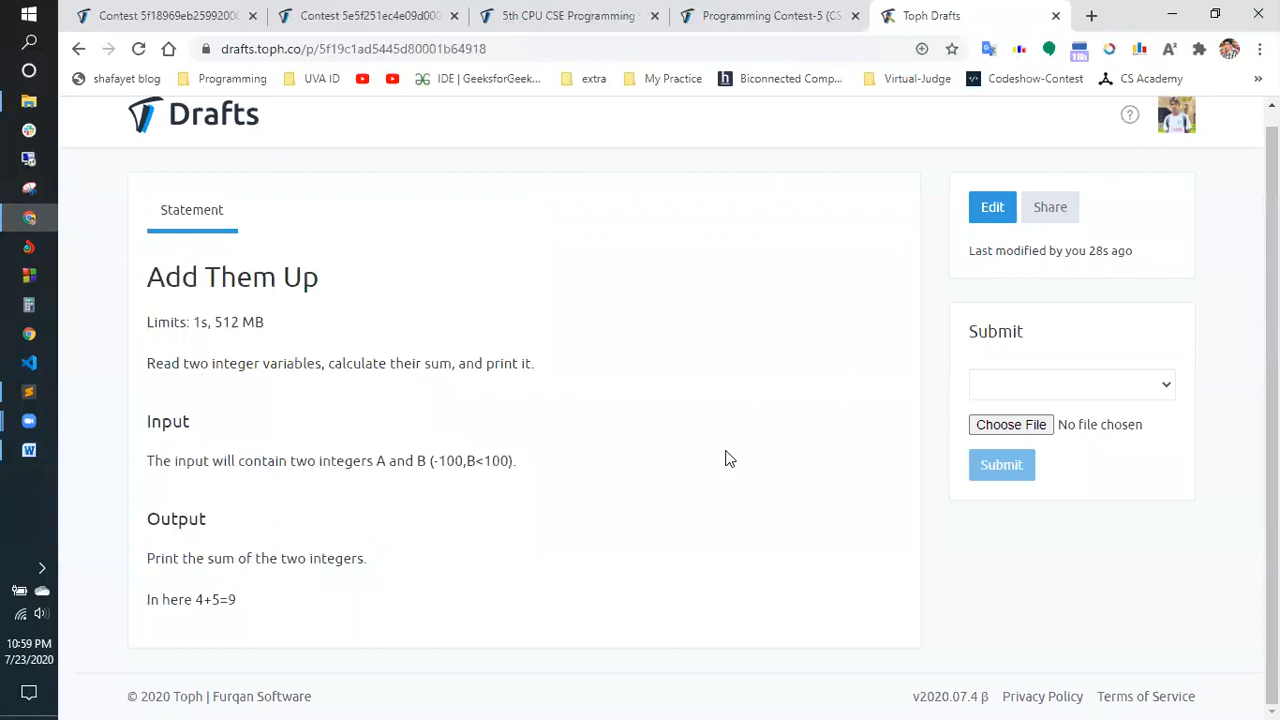 Contest 5f18969eb25992000
Contest 5e5f251ec4e09d000
5th CPU CSE Programming
Programming Contest-5 (CS
Toph Drafts
drafts.toph.co/p/5f19c1ad5445d80001b64918
18h
shafayet blog
Programming
UVA ID
IDE | GeeksforGeek...
extra
My Practice
Biconnected Comp...
Virtual-Judge
Codeshow-Contest
CS Academy
Drafts
Statement
Add Them Up
Limits: 1s, 512 MB
Read two integer variables, calculate their sum, and print it.
Input
The input will contain two integers A and B (-100,B<100).
Output
Print the sum of the two integers.
In here 4+5=9
Edit
Share
Last modified by you 28s ago
Submit
Choose File No file chosen
Submit
© 2020 Toph | Furqan Software
v2020.07.4 β
Privacy Policy
Terms of Service
10:59 PM
7/23/2020